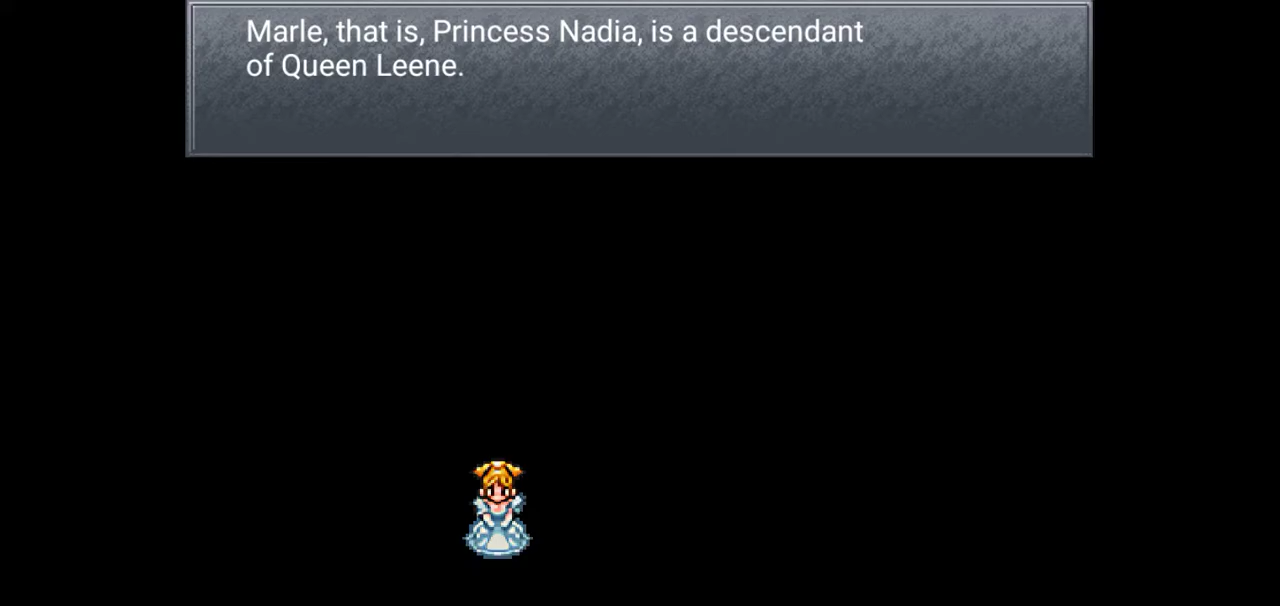 Marle, that is, Princess Nadia, is a descendant
of Queen Leene.